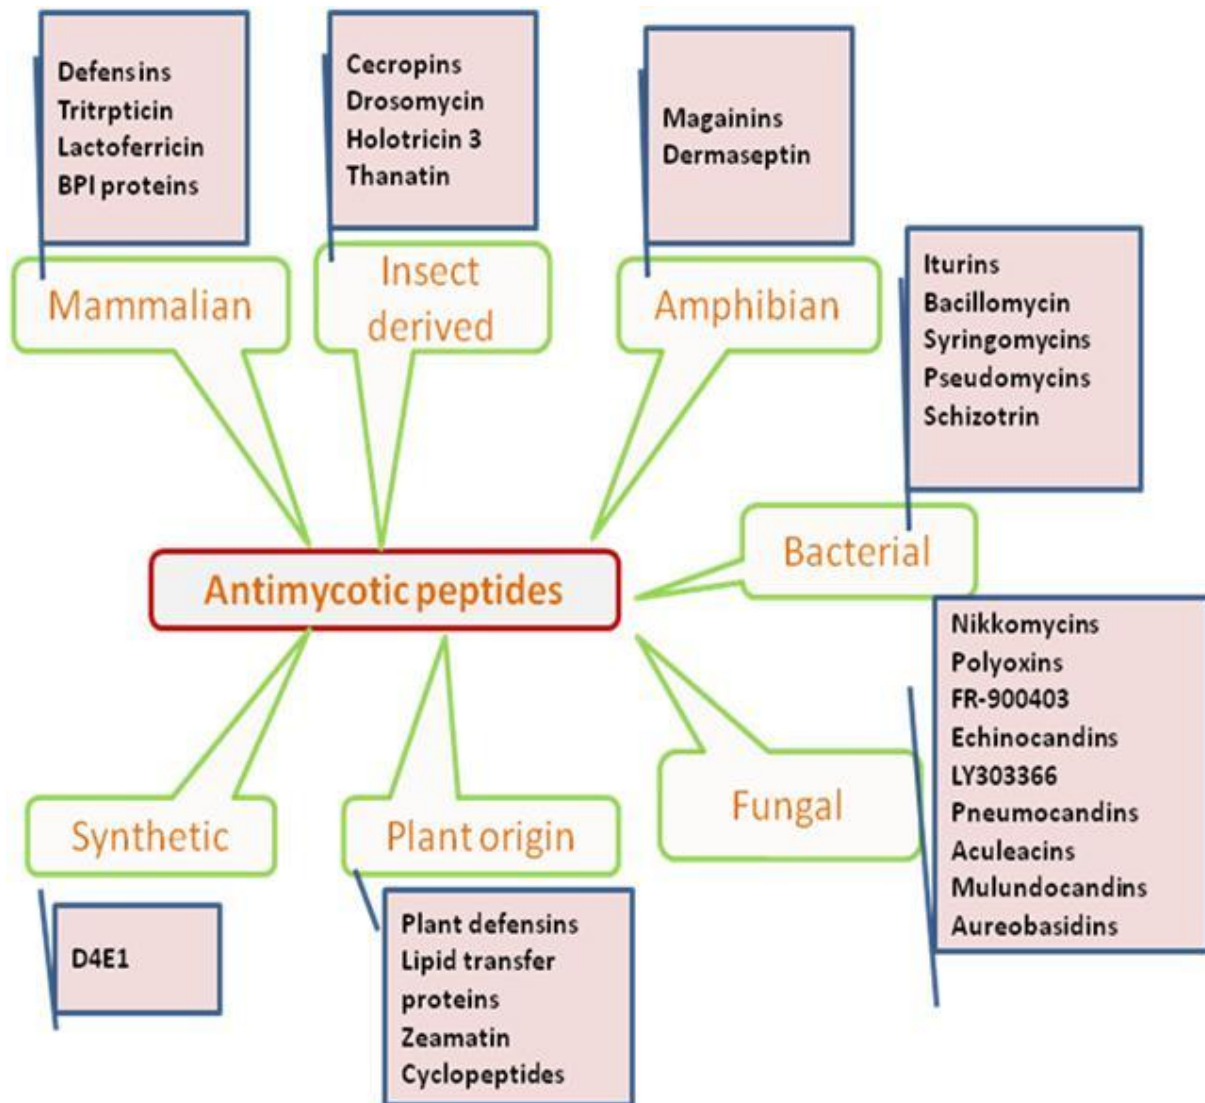 Defensins
Tritrpticin
Lactoferricin
BPI proteins
Mammalian
Cecropins
Drosomycin
Holotricin 3
Thanatin
Insect
derived
Magainins
Dermaseptin
Amphibian
Iturins
Bacillomycin
Syringomycins
Pseudomycins
Schizotrin
Bacterial
Antimycotic peptides
Nikkomycins
Polyoxins
FR-900403
Echinocandins
LY303366
Pneumocandins
Aculeacins
Mulundocandins
Aureobasidins
Fungal
Synthetic
D4E1
Plant origin
Plant defensins
Lipid transfer
proteins
Zeamatin
Cyclopeptides